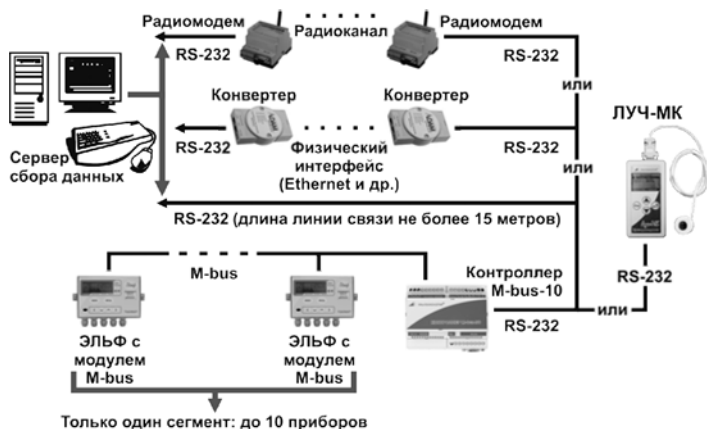 Радиомодем
Радиоканал
Радиомодем
RS-232
RS-232
или
Конвертер
Конвертер
ЛУЧ-МК
RS-232
Физический
интерфейс
(Ethernet и др.)
RS-232
или
Сервер
сбора данных
RS-232 (длина линии связи не более 15 метров)
M-bus
Контроллер
M-bus-10
RS-232
или
RS-232
ЭЛЬФ с
модулем
M-bus
ЭЛЬФ с
модулем
M-bus
Только один сегмент: до 10 приборов